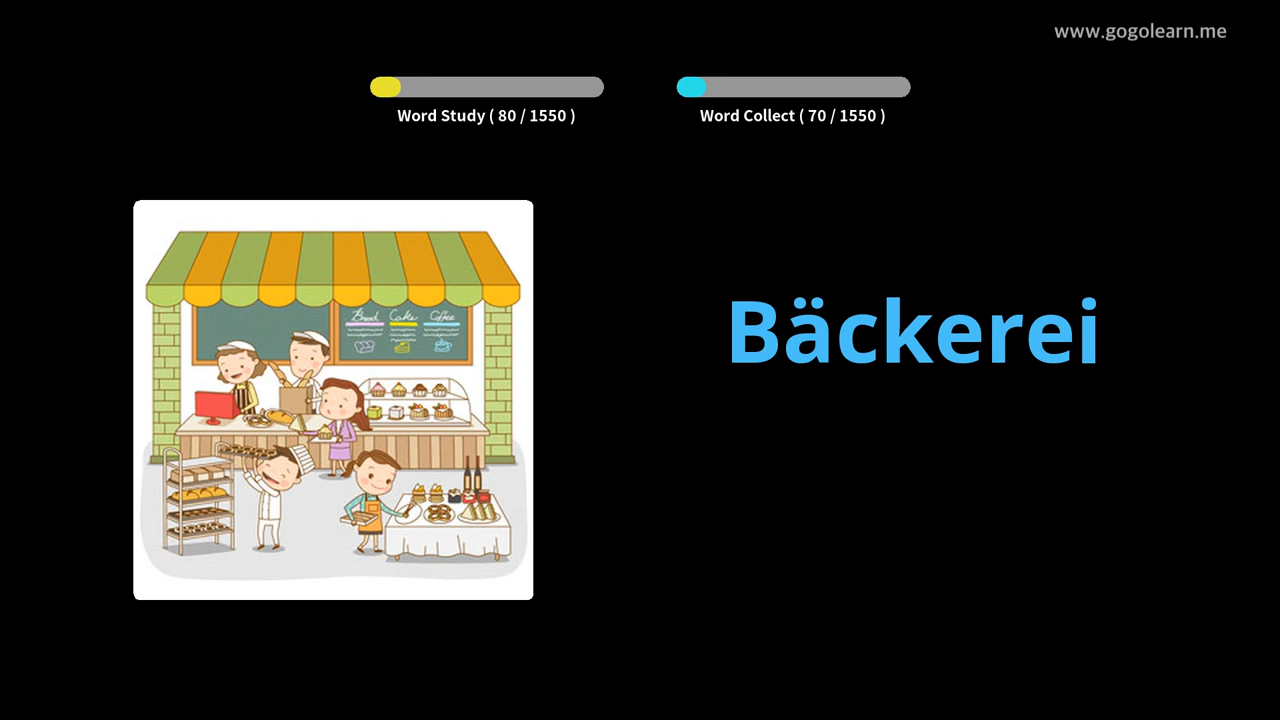 www.gogolearn.me
Word Study ( 80 / 1550 )
Word Collect ( 70 / 1550 )
Bread Cake Coffee
Bäckerei